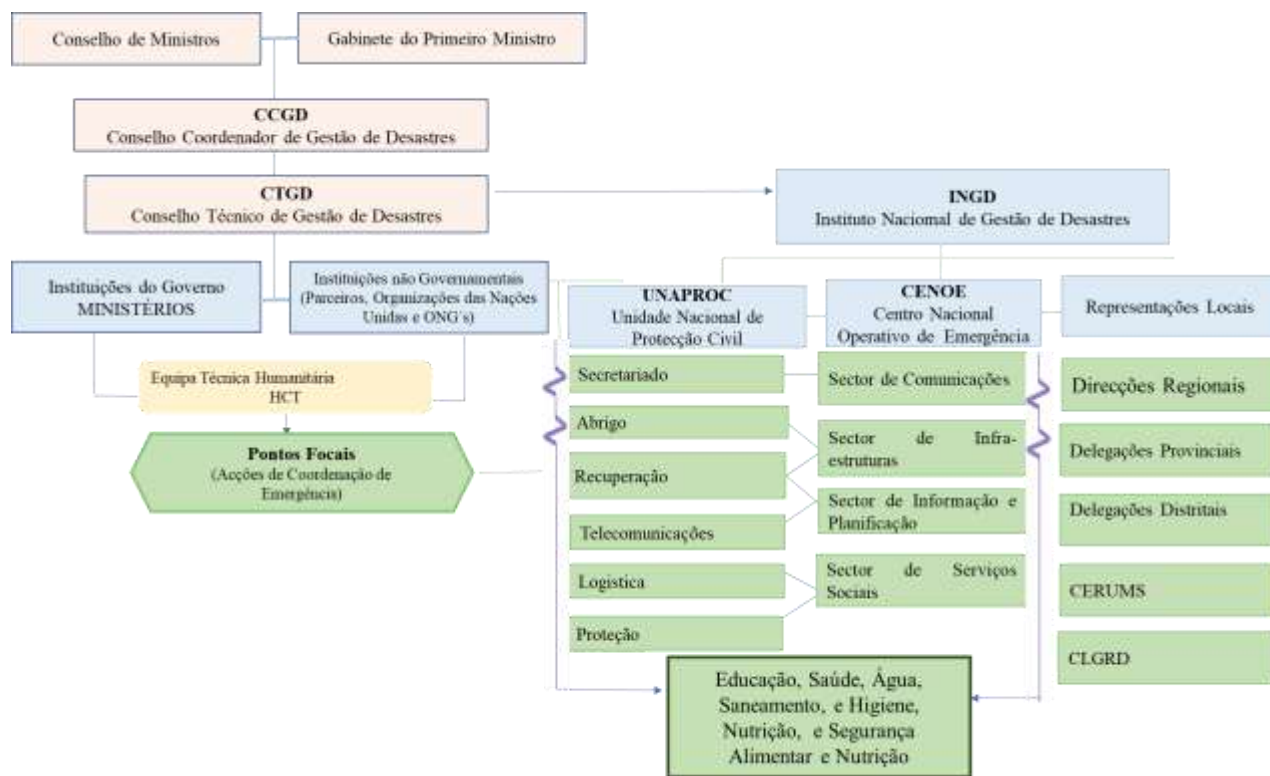 Conselho de Ministros
Gabinete do Primeiro Ministro
CCGD
Conselho Coordenador de Gestão de Desastres
CTGD
Conselho Técnico de Gestão de Desastres
INGD
Instituto Naciomal de Gestão de Desastres
Instituições do Governo
MINISTÉRIOS
Instituições não Governamentais
(Parceiros, Organizações das Nações
Unidas e ONG´s)
UNAPROC
Unidade Nacional de
Protecção Civil
CENOE
Centro Nacional
Operativo de Emergência
Representações Locais
Equipa Técnica Humanitária
HCT
Pontos Focais
(Acções de Coordenação de
Emergência)
Secretariado
Abrigo
Recuperação
Telecomunicações
Logistica
Proteção
Sector de Comunicações
Sector de Infra-
estruturas
Sector de Informação e
Planificação
Sector de Serviços
Sociais
Direcções Regionais
Delegações Provinciais
Delegações Distritais
CERUMS
CLGRD
Educação, Saúde, Água,
Saneamento, e Higiene,
Nutrição, e Segurança
Alimentar e Nutrição